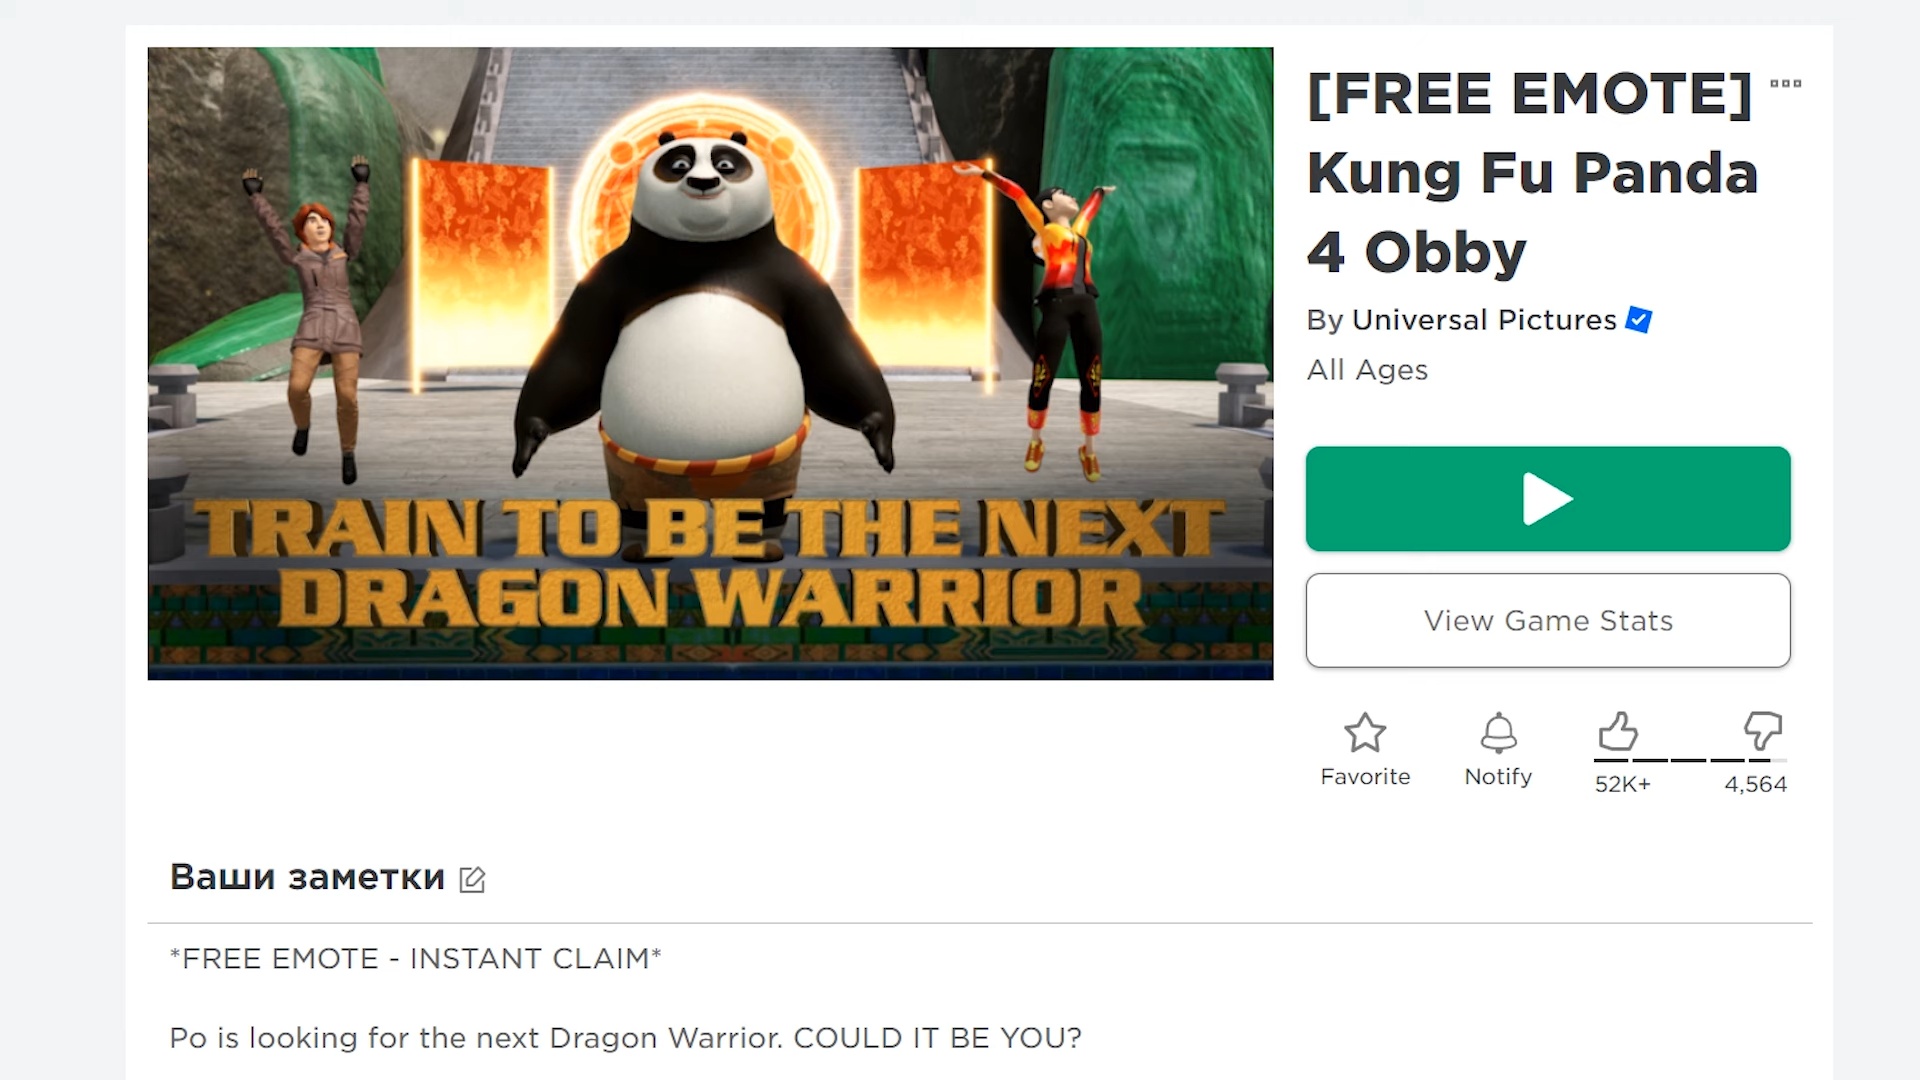 TRAIN TO BE THE NEXT
DRAGON WARRIOR
[FREE EMOTE]
Kung Fu Panda
4 Obby
By Universal Pictures
All Ages
View Game Stats
Favorite
Notify
52K+
4,564
Ваши заметки
*FREE EMOTE - INSTANT CLAIM*
Po is looking for the next Dragon Warrior. COULD IT BE YOU?